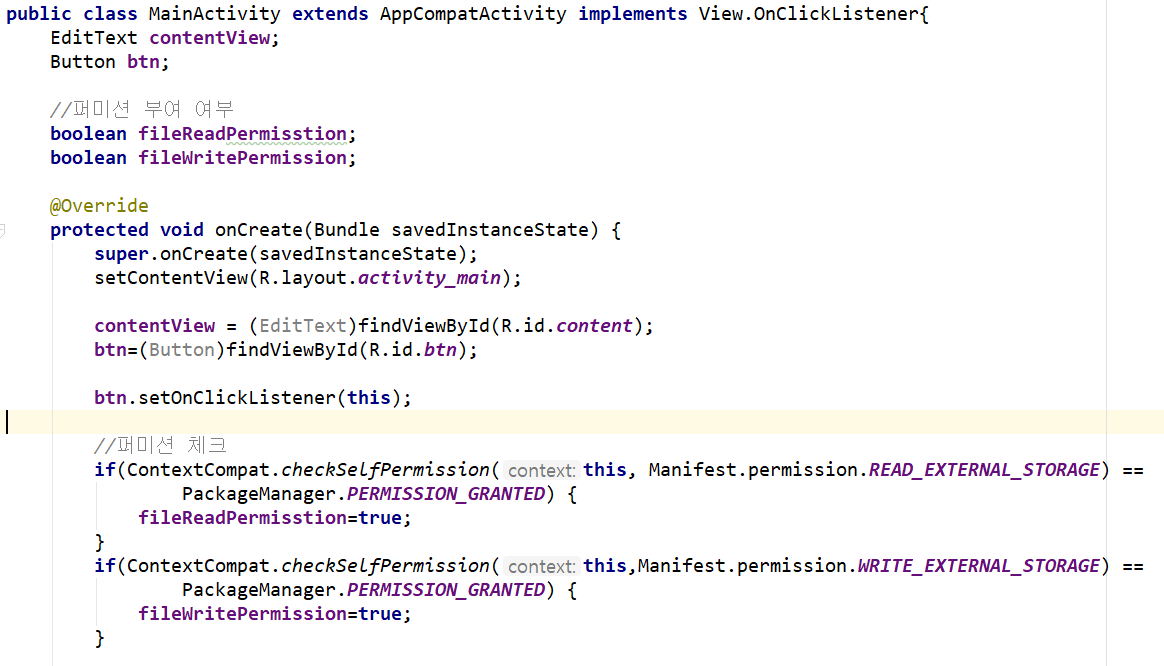 public class MainActivity extends AppCompatActivity implements View.OnClickListener{
EditText contentView;
Button btn;
//퍼미션 부여 여부
boolean fileReadPermisstion;
boolean fileWritePermission;
@Override
protected void onCreate(Bundle savedInstanceState) {
super.onCreate(savedInstanceState);
setContentView(R.layout.activity_main);
contentView = (EditText)findViewById(R.id.content);
btn=(Button)findViewById(R.id.btn);
btn.setOnClickListener(this);
//퍼미션 체크
if(ContextCompat.checkSelfPermission( context: this, Manifest.permission.READ_EXTERNAL_STORAGE) ==
PackageManager.PERMISSION_GRANTED) {
fileReadPermisstion=true;
}
if(ContextCompat.checkSelfPermission( context: this,Manifest.permission.WRITE_EXTERNAL_STORAGE) ==
PackageManager.PERMISSION_GRANTED) {
fileWritePermission=true;
}